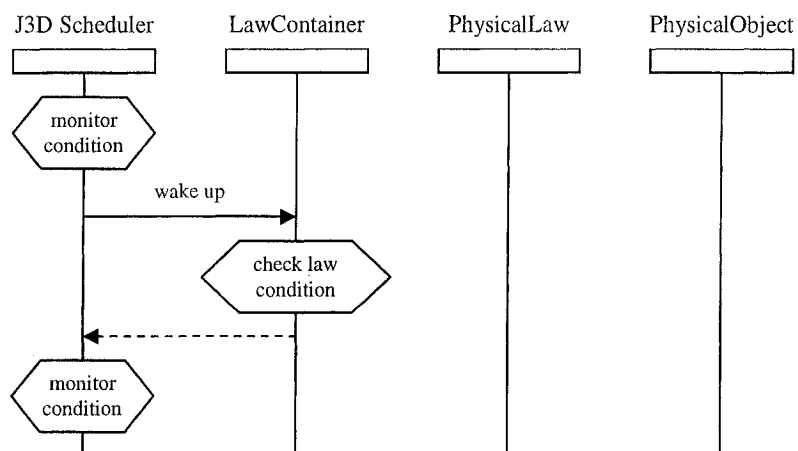 J3D Scheduler
LawContainer
PhysicalLaw
PhysicalObject
monitor
condition
wake up
check law
condition
monitor
condition